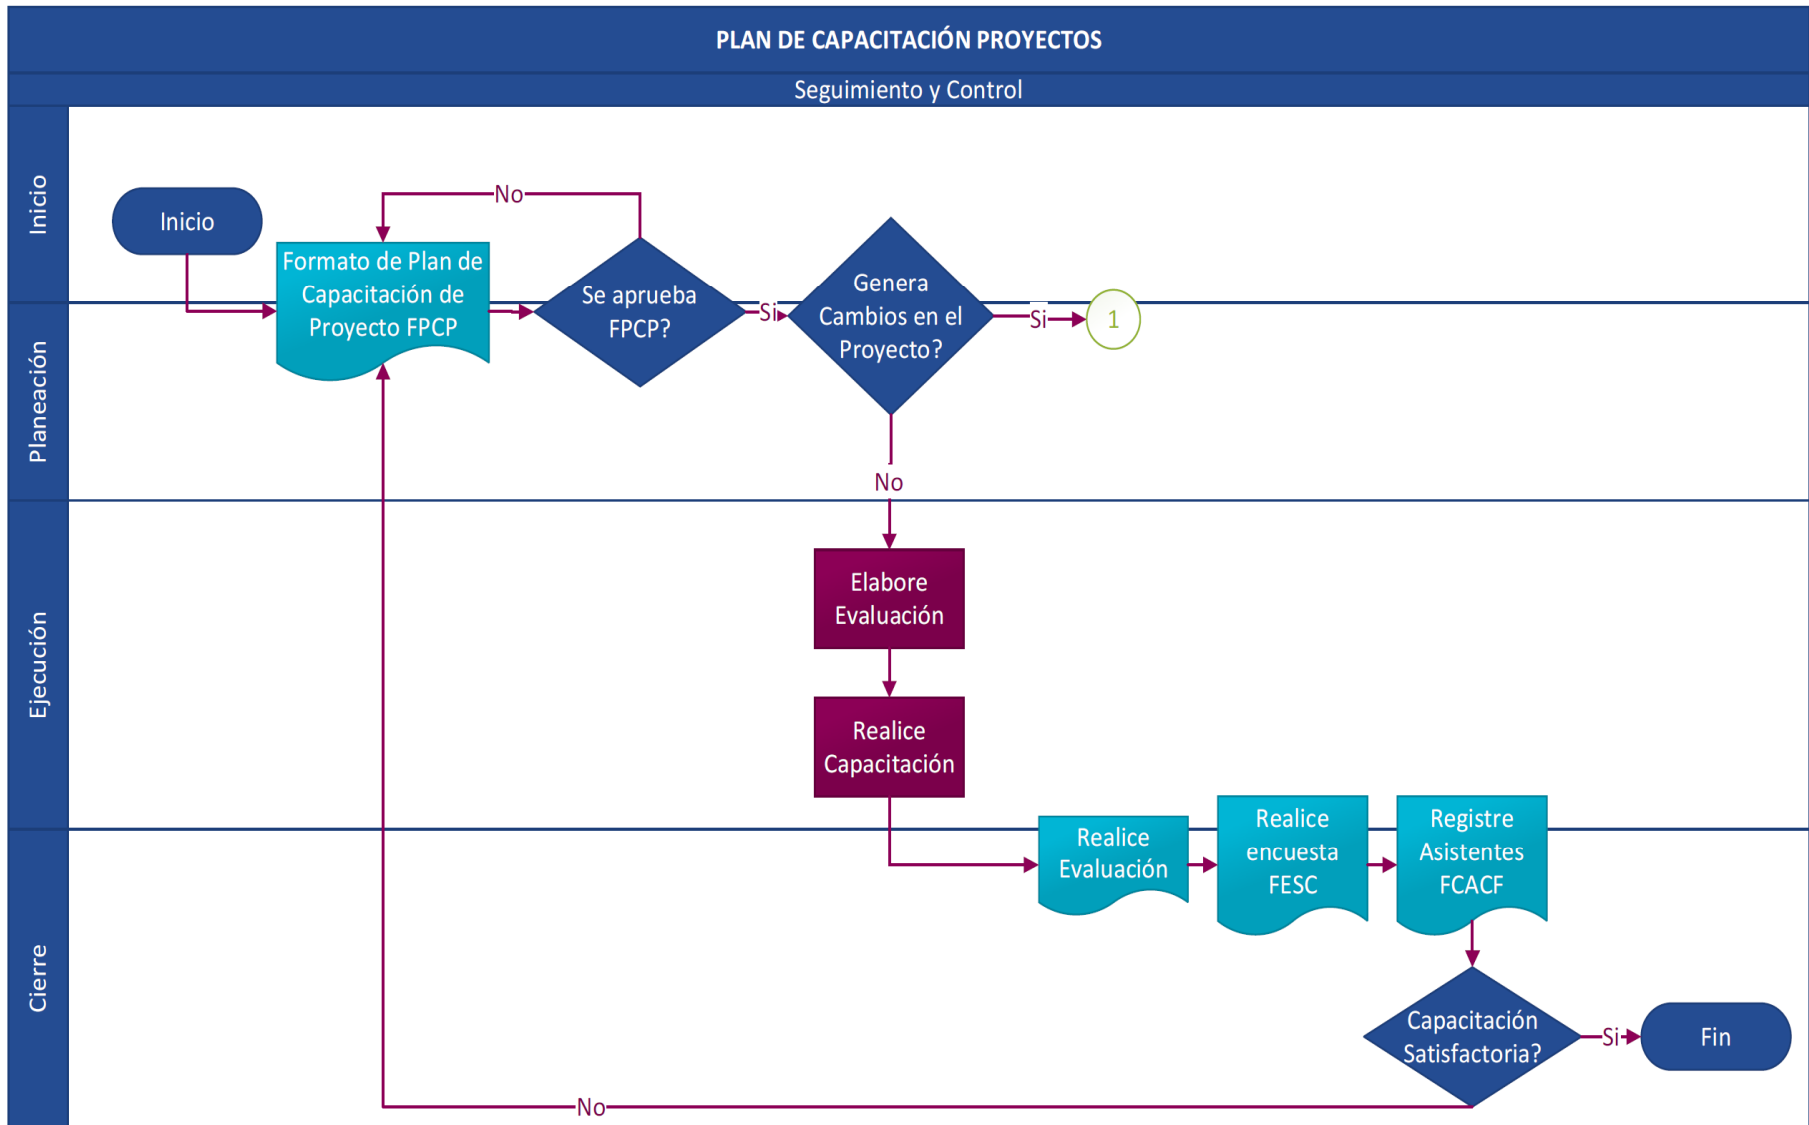 PLAN DE CAPACITACIÓN PROYECTOS
Seguimiento y Control
Inicio
Inicio
No
Formato de Plan de
Capacitación de
Proyecto FPCP
Se aprueba
FPCP?
Si
Genera
Cambios en el
Proyecto?
Si
1
Planeación
No
Ejecución
Elabore
Evaluación
Realice
Capacitación
Cierre
Realice
Evaluación
Realice
encuesta
FESC
Registre
Asistentes
FCACF
Capacitación
Satisfactoria?
Si
Fin
No